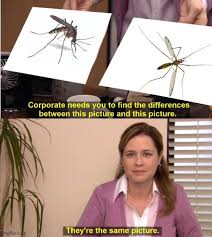 Corporate needs you to find the differences
between this picture and this picture.
They're the same picture.